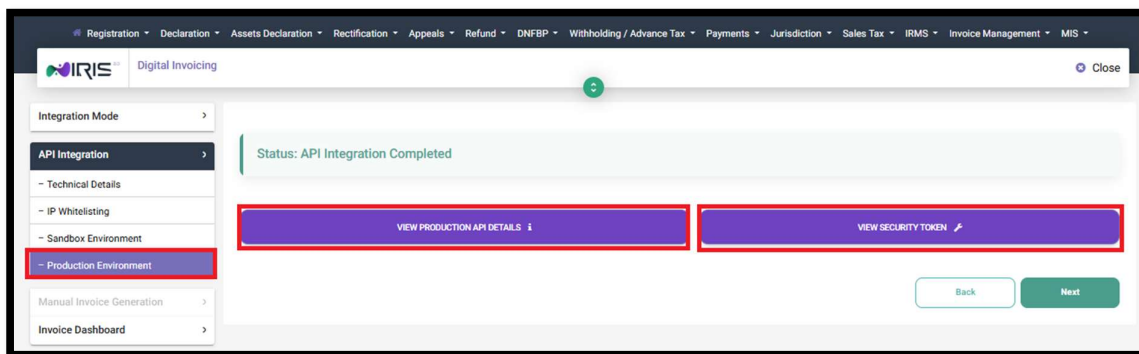 Registration Declaration Assets Declaration Rectification Appeals Refund DNFBP Withholding / Advance Tax Payments Jurisdiction Sales Tax IRMS Invoice Management MIS
IRIS Digital Invoicing Close
Integration Mode
API Integration
– Technical Details
– IP Whitelisting
– Sandbox Environment
– Production Environment
Manual Invoice Generation
Invoice Dashboard
Status: API Integration Completed
VIEW PRODUCTION API DETAILS
VIEW SECURITY TOKEN
Back
Next